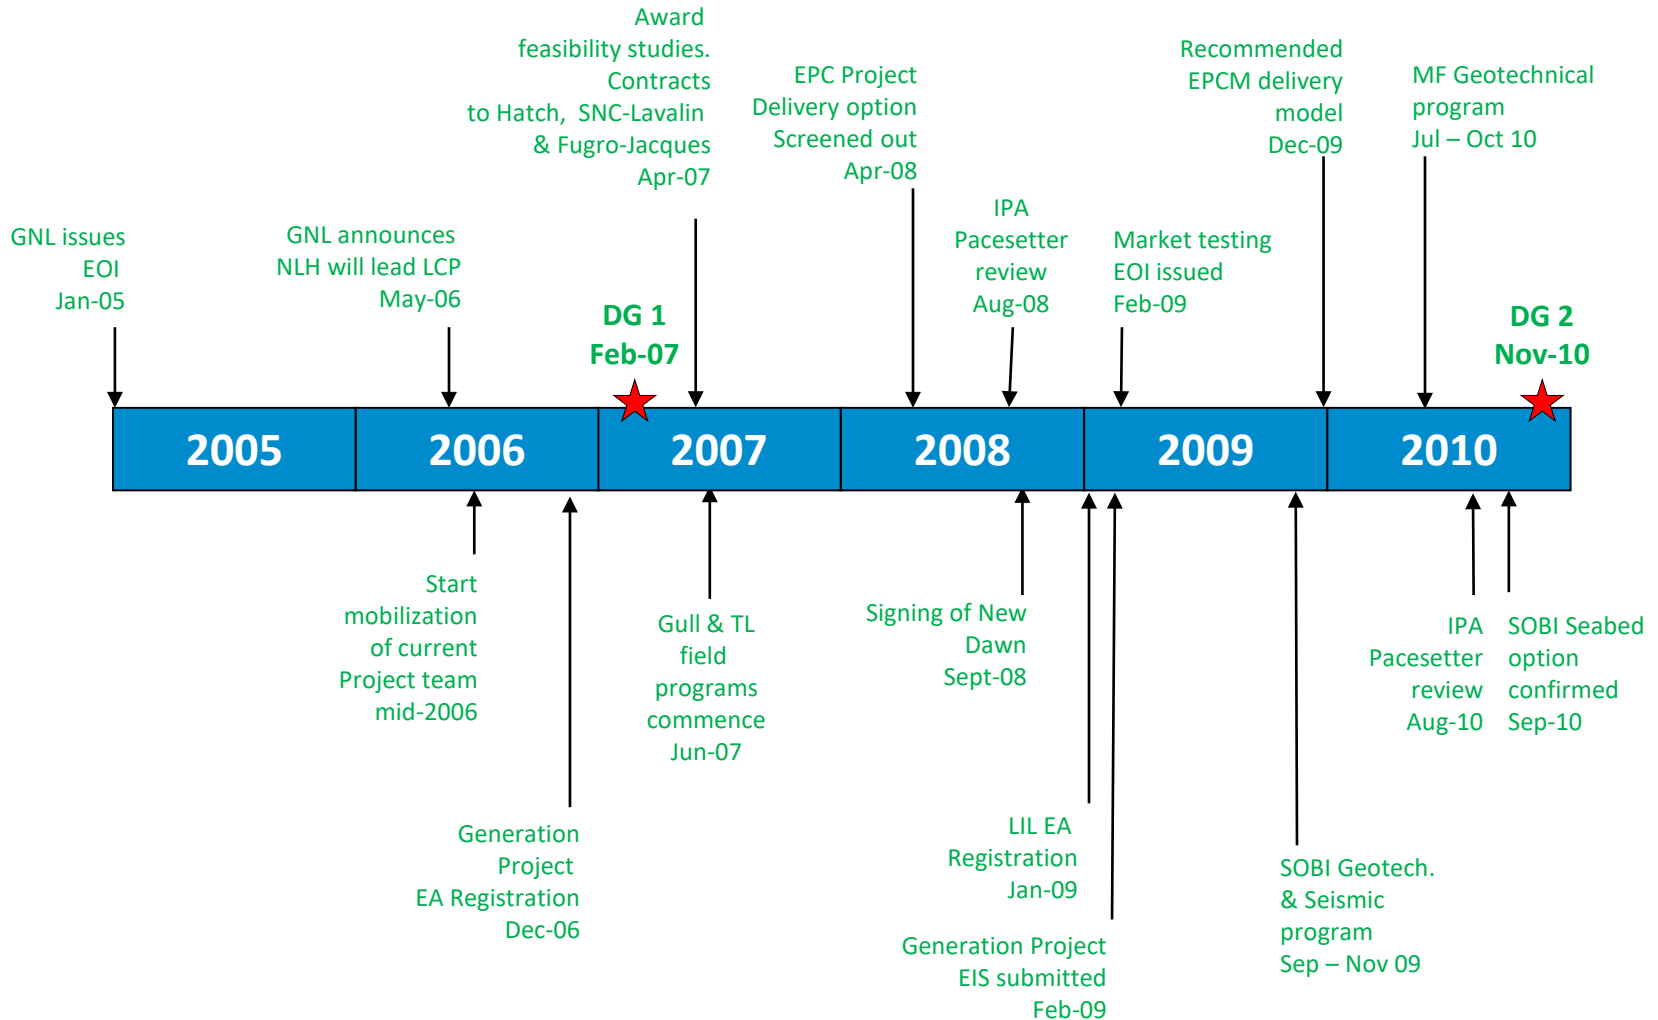 Award
feasibility studies.
Contracts
to Hatch, SNC-Lavalin
& Fugro-Jacques
Apr-07
EPC Project
Delivery option
Screened out
Apr-08
Recommended
EPCM delivery
model
Dec-09
MF Geotechnical
program
Jul – Oct 10
GNL issues
EOI
Jan-05
GNL announces
NLH will lead LCP
May-06
IPA
Pacesetter
review
Aug-08
Market testing
EOI issued
Feb-09
DG 1
Feb-07
DG 2
Nov-10
2005
2006
2007
2008
2009
2010
Start
mobilization
of current
Project team
mid-2006
Gull & TL
field
programs
commence
Jun-07
Signing of New
Dawn
Sept-08
IPA
Pacesetter
review
Aug-10
SOBI Seabed
option
confirmed
Sep-10
Generation
Project
EA Registration
Dec-06
LIL EA
Registration
Jan-09
Generation Project
EIS submitted
Feb-09
SOBI Geotech.
& Seismic
program
Sep – Nov 09